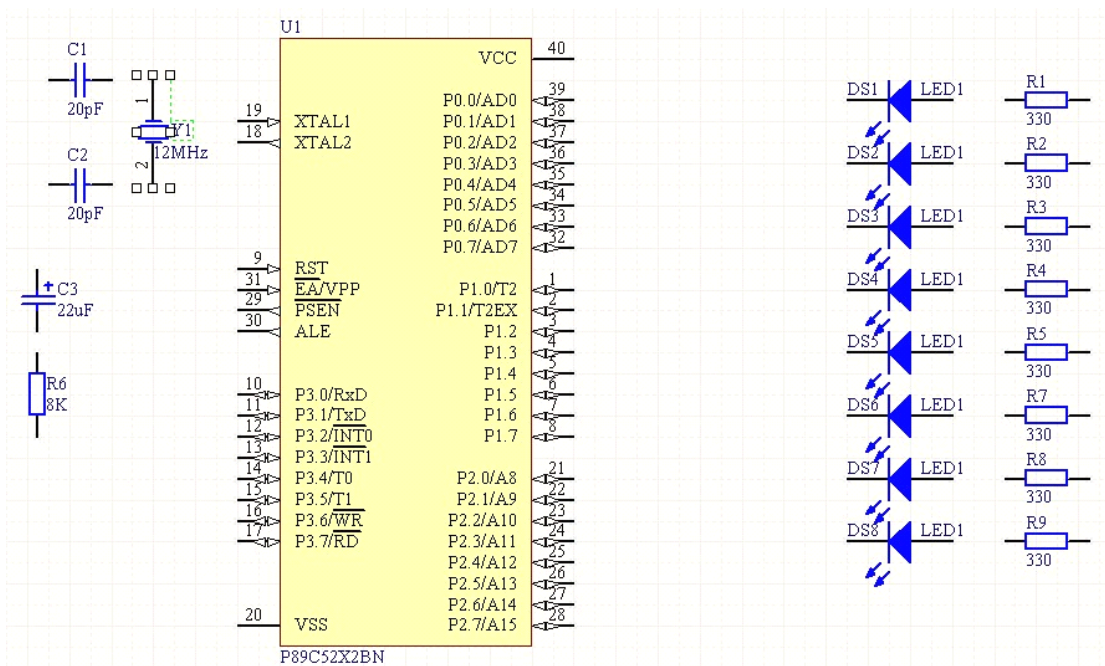 U1
C1
20pF
1
Y1
12MHz
2
C2
20pF
C3
22uF
R6
8K
19 XTAL1
18 XTAL2
9 RST
31 EA/VPP
29 PSEN
30 ALE
10 P3.0/RxD
11 P3.1/TxD
12 P3.2/INT0
13 P3.3/INT1
14 P3.4/T0
15 P3.5/T1
16 P3.6/WR
17 P3.7/RD
20 VSS
VCC 40
P0.0/AD0 39
P0.1/AD1 38
P0.2/AD2 37
P0.3/AD3 36
P0.4/AD4 35
P0.5/AD5 34
P0.6/AD6 33
P0.7/AD7 32
P1.0/T2 1
P1.1/T2EX 2
P1.2 3
P1.3 4
P1.4 5
P1.5 6
P1.6 7
P1.7 8
P2.0/A8 21
P2.1/A9 22
P2.2/A10 23
P2.3/A11 24
P2.4/A12 25
P2.5/A13 26
P2.6/A14 27
P2.7/A15 28
P89C52X2BN
DS1 LED1
R1
330
DS2 LED1
R2
330
DS3 LED1
R3
330
DS4 LED1
R4
330
DS5 LED1
R5
330
DS6 LED1
R7
330
DS7 LED1
R8
330
DS8 LED1
R9
330